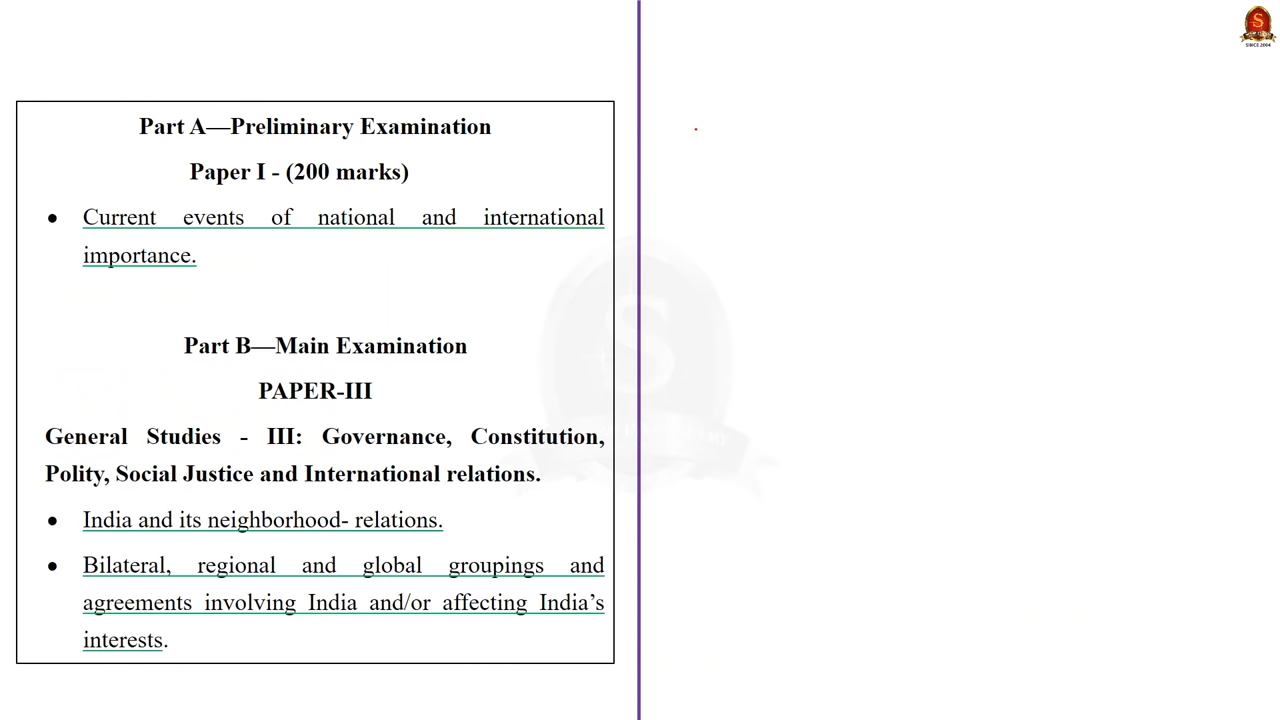 Part A—Preliminary Examination
Paper I - (200 marks)
● Current events of national and international
importance.
Part B—Main Examination
PAPER-III
General Studies - III: Governance, Constitution,
Polity, Social Justice and International relations.
● India and its neighborhood- relations.
● Bilateral, regional and global groupings and
agreements involving India and/or affecting India’s
interests.
S
SINCE 2004
S